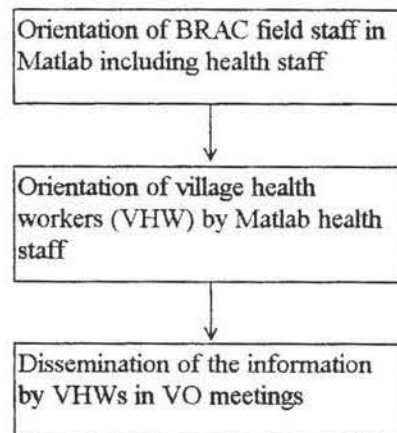 Orientation of BRAC field staff in
Matlab including health staff
Orientation of village health
workers (VHW) by Matlab health
staff
Dissemination of the information
by VHWs in VO meetings